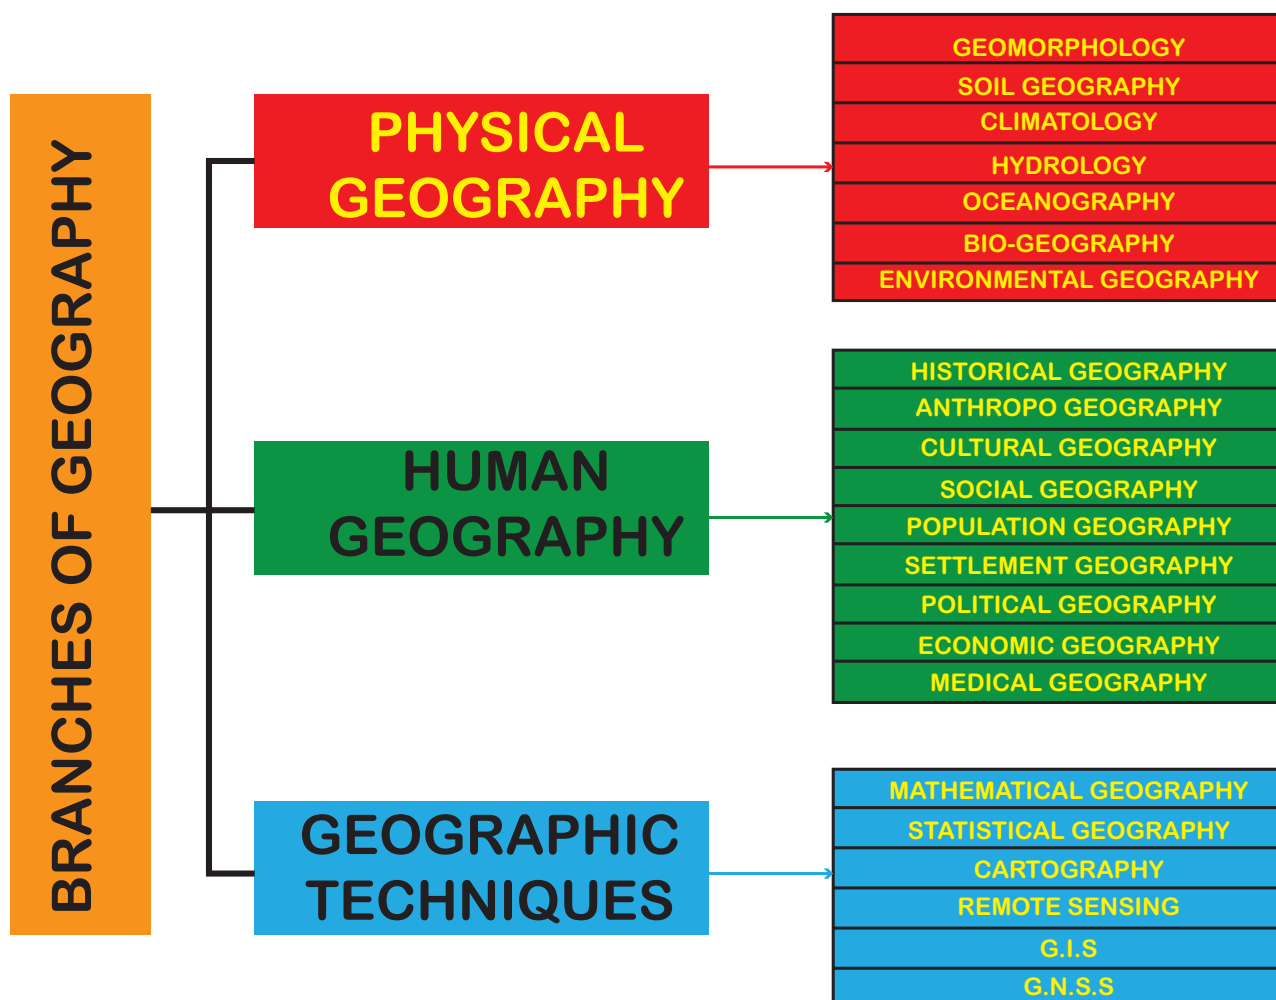 BRANCHES OF GEOGRAPHY
PHYSICAL
GEOGRAPHY
GEOMORPHOLOGY
SOIL GEOGRAPHY
CLIMATOLOGY
HYDROLOGY
OCEANOGRAPHY
BIO-GEOGRAPHY
ENVIRONMENTAL GEOGRAPHY
HUMAN
GEOGRAPHY
HISTORICAL GEOGRAPHY
ANTHROPO GEOGRAPHY
CULTURAL GEOGRAPHY
SOCIAL GEOGRAPHY
POPULATION GEOGRAPHY
SETTLEMENT GEOGRAPHY
POLITICAL GEOGRAPHY
ECONOMIC GEOGRAPHY
MEDICAL GEOGRAPHY
GEOGRAPHIC
TECHNIQUES
MATHEMATICAL GEOGRAPHY
STATISTICAL GEOGRAPHY
CARTOGRAPHY
REMOTE SENSING
G.I.S
G.N.S.S